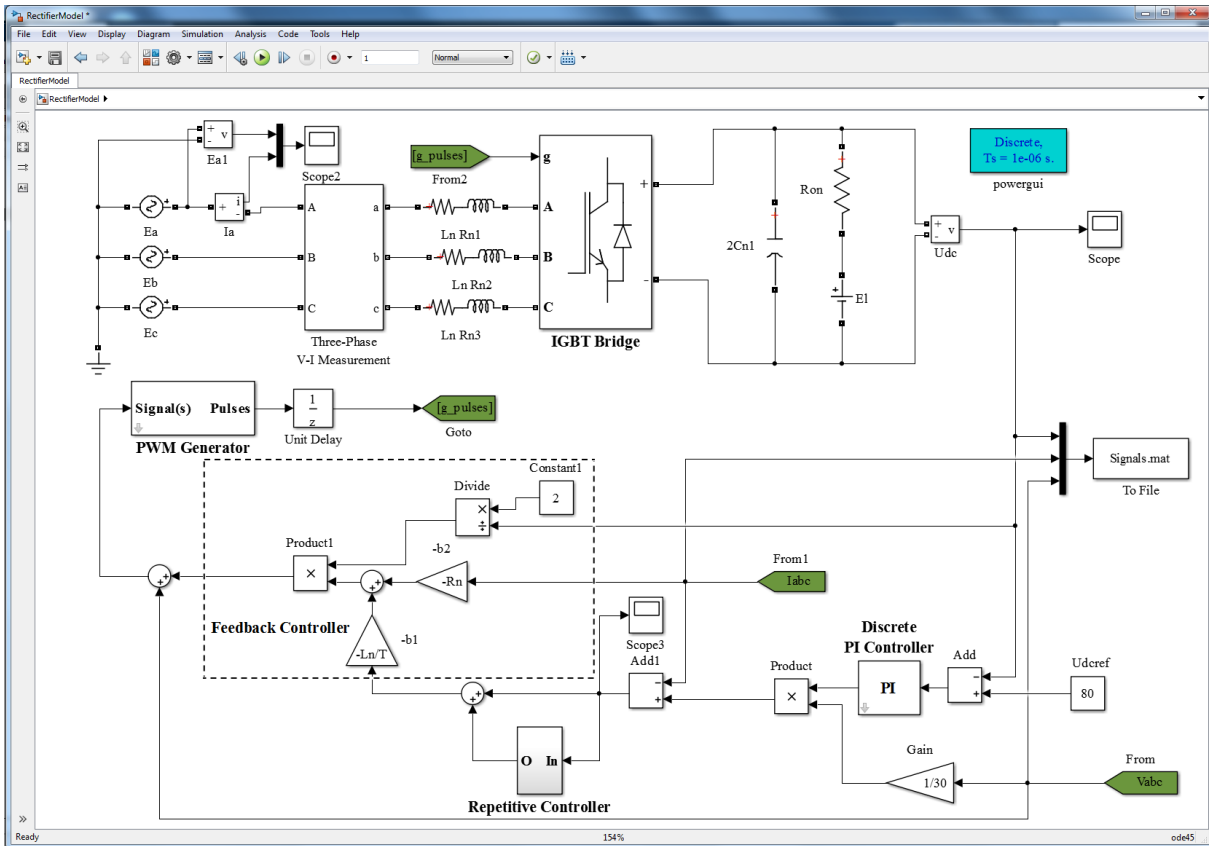 RectifierModel *
File Edit View Display Diagram Simulation Analysis Code Tools Help
1 Normal
RectifierModel
RectifierModel
+ - v
Ea1
Scope2
[g_pulses]
From2
g
Discrete,
Ts = 1e-06 s.
powergui
Ea
+ i -
Ia
A a
Ln Rn1
A
+
Ron
2Cn1
+ - v
Udc
Scope
Eb
B b
Ln Rn2
B
-
+
El
Ec
C c
Ln Rn3
C
IGBT Bridge
Three-Phase
V-I Measurement
Signal(s) Pulses
PWM Generator
1
z
Unit Delay
[g_pulses]
Goto
Signals.mat
To File
Constant1
2
Divide
×
÷
Product1
×
-b2
-Rn
From1
Iabc
Feedback Controller
-Ln/T
-b1
Scope3
Add1
-
+
Product
×
Discrete
PI Controller
PI
Add
-
+
Udcref
80
O In
Repetitive Controller
Gain
1/30
From
Vabc
Ready 154% ode45